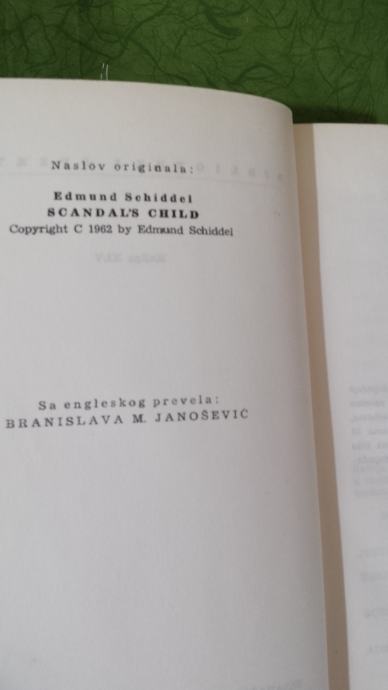 Naslov originala:
Edmund Schiddel
SCANDAL'S CHILD
Copyright C 1962 by Edmund Schiddel
Sa engleskog prevela:
BRANISLAVA M. JANOŠEVIĆ